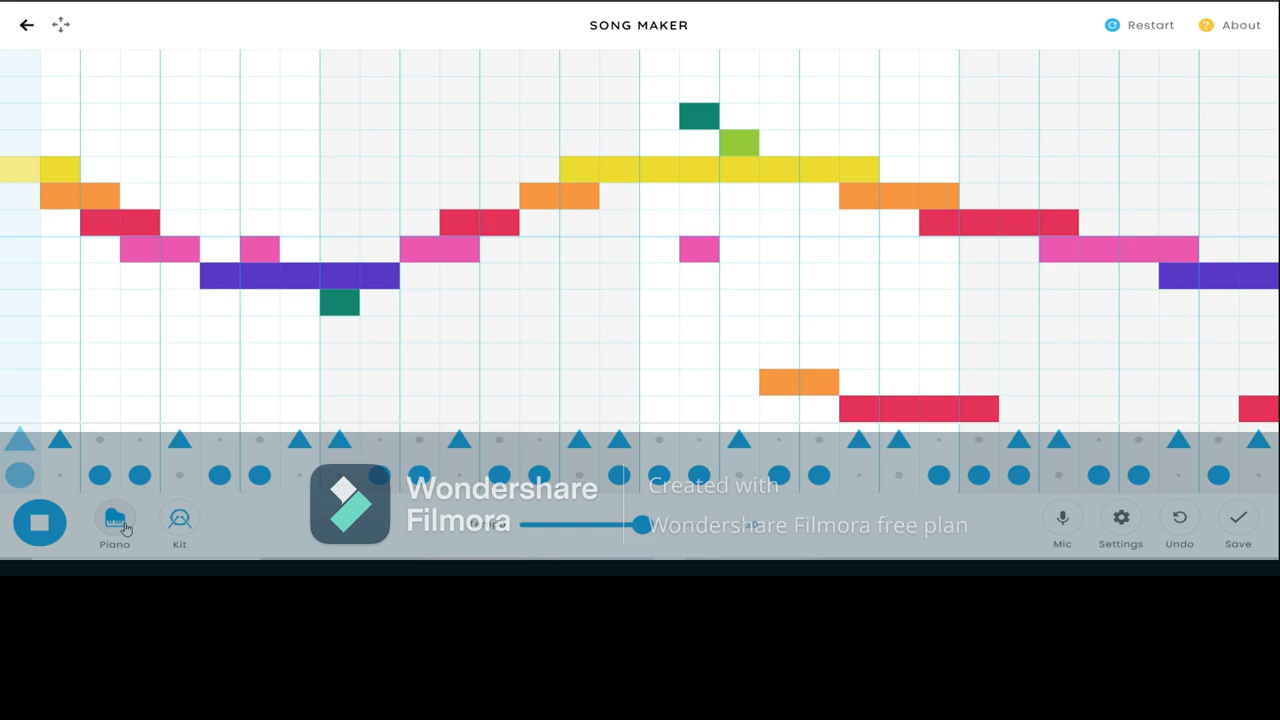 SONG MAKER
Restart
About
Wondershare
Filmora
Created with
Wondershare Filmora free plan
Piano
Kit
Mic
Settings
Undo
Save